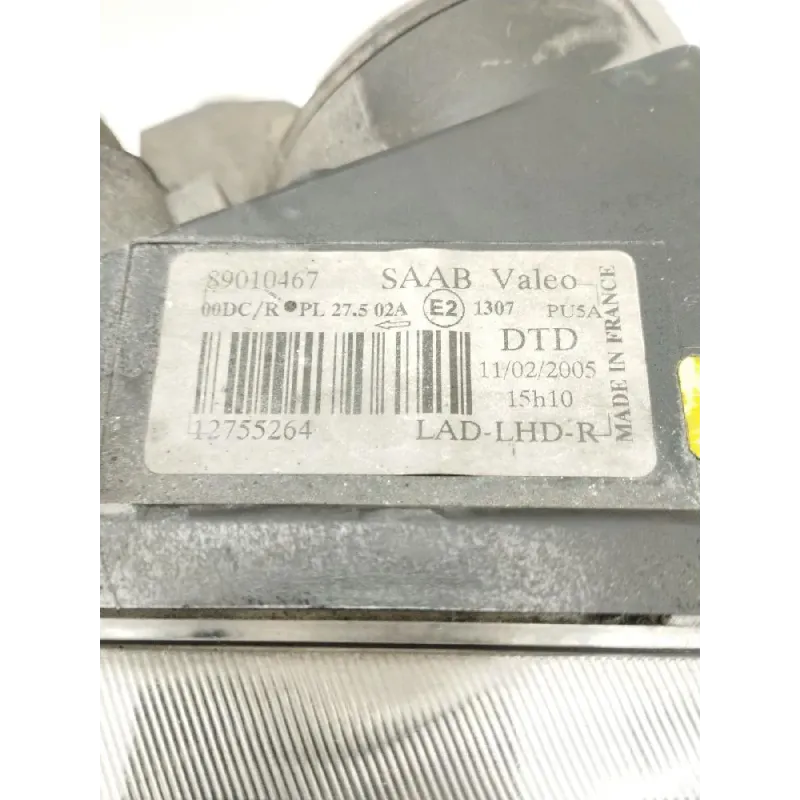 89010467 SAAB Valeo
00DC/R PL 27.5 02A E2 1307 PU5A
DTD
11/02/2005
15h10
12755264 LAD-LHD-R
MADE IN FRANCE